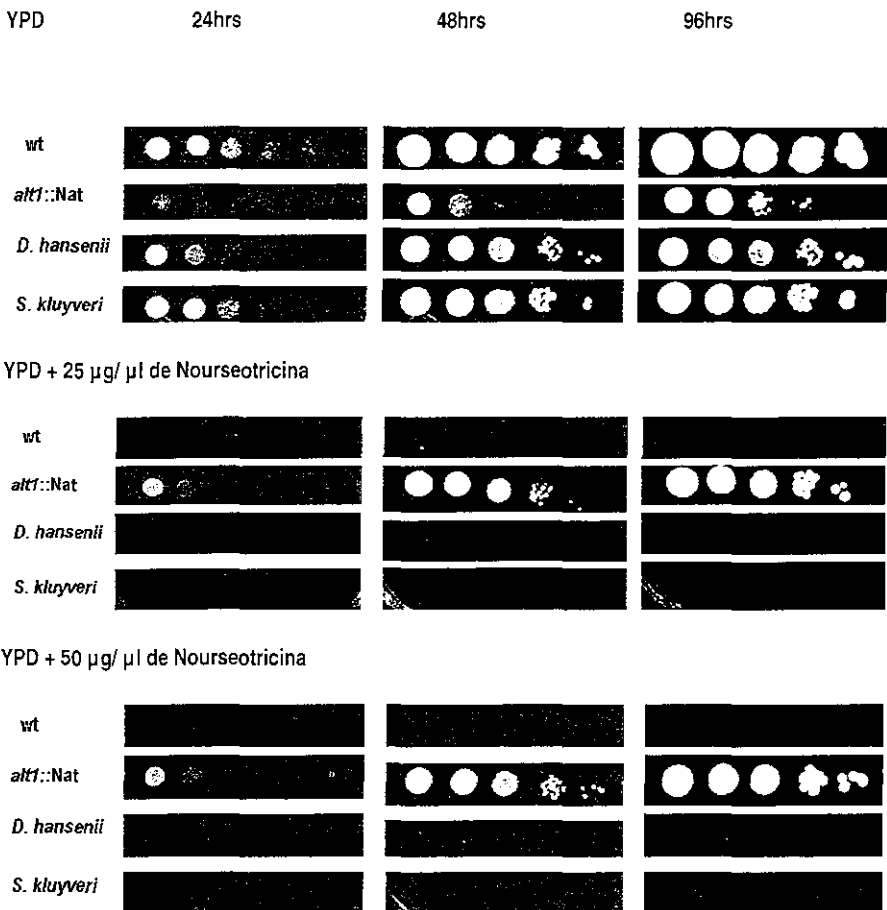 YPD 24hrs 48hrs 96hrs
wt
alt1::Nat
D. hansenii
S. kluyveri
YPD + 25 µg/ µl de Nourseotricina
wt
alt1::Nat
D. hansenii
S. kluyveri
YPD + 50 µg/ µl de Nourseotricina
wt
alt1::Nat
D. hansenii
S. kluyveri